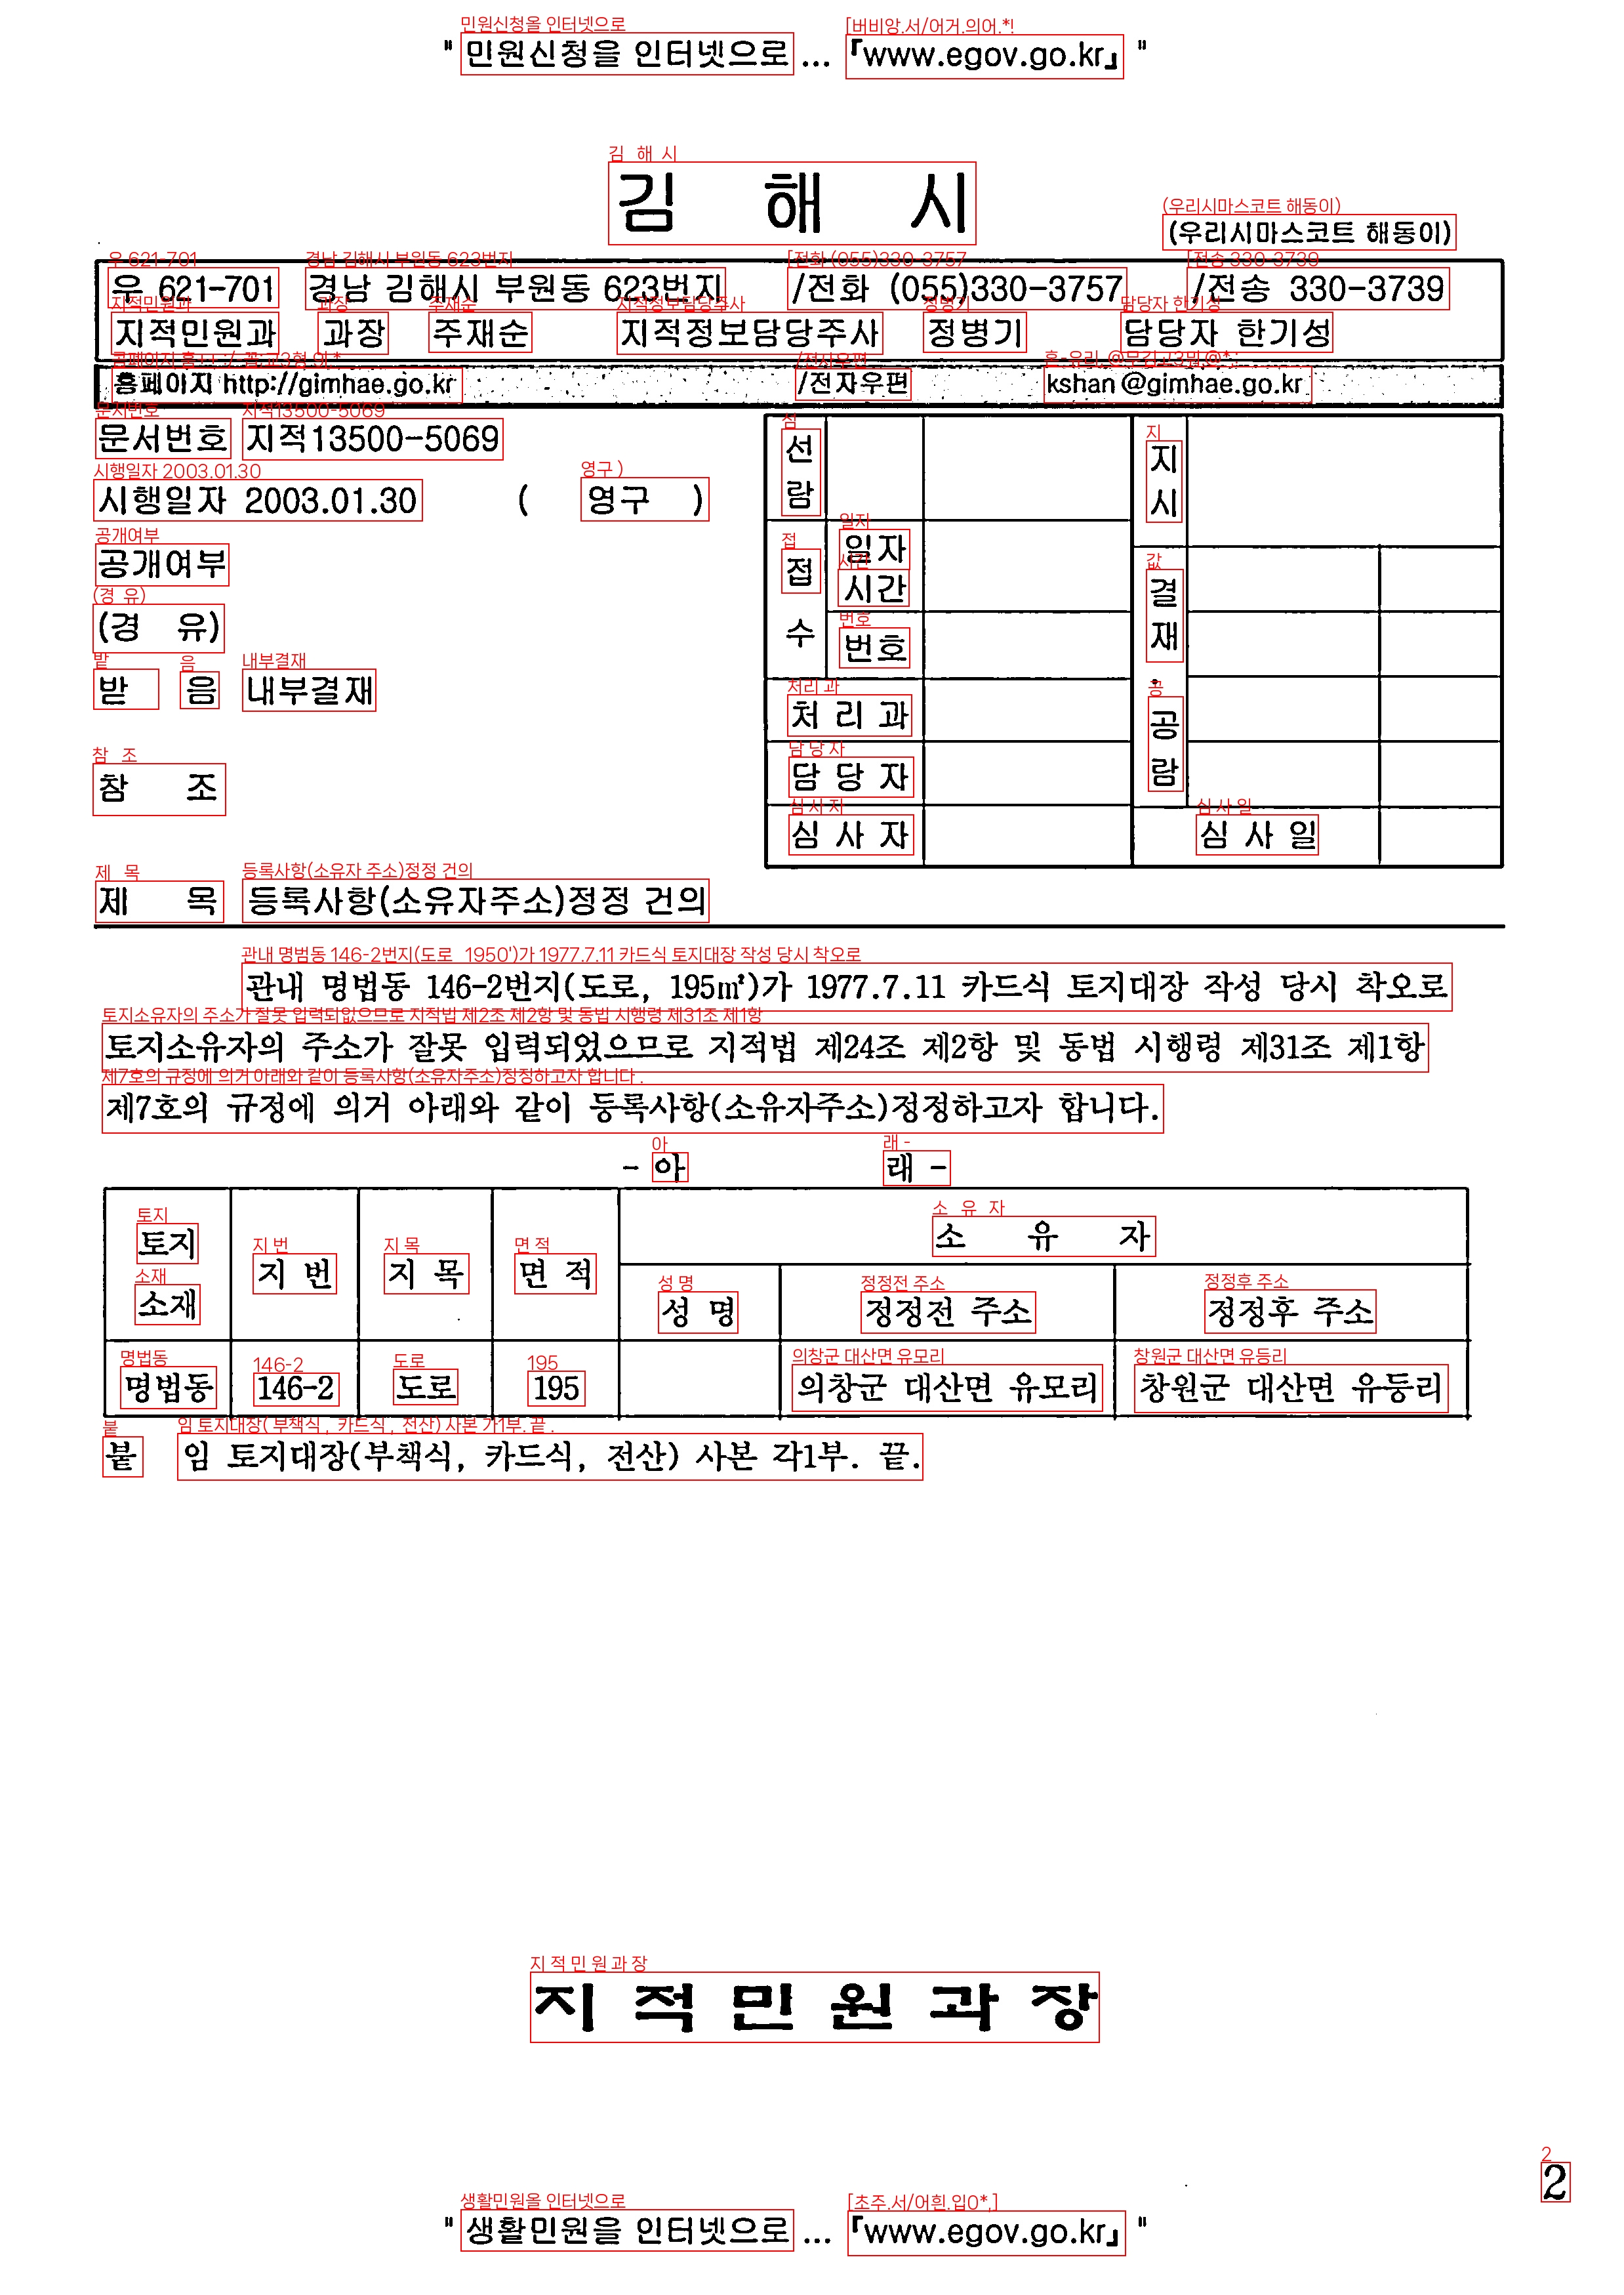 " 민원신청을 인터넷으로 ... 『www.egov.go.kr』 "
김 해 시
(우리시마스코트 해동이)
우 621-701 경남 김해시 부원동 623번지 /전화 (055)330-3757 /전송 330-3739
지적민원과 과장 주재순 지적정보담당주사 정병기 담당자 한기성
홈페이지 http://gimhae.go.kr /전자우편 kshan@gimhae.go.kr
문서번호 지적13500-5069
시행일자 2003.01.30 ( 영구 )
공개여부
(경 유)
받 음 내부결재
참 조
제 목 등록사항(소유자주소)정정 건의
선람
접수
일자
시간
번호
처리과
담당자
심사자
지시
결재·공람
심사일
관내 명법동 146-2번지(도로, 195㎡)가 1977.7.11 카드식 토지대장 작성 당시 착오로
토지소유자의 주소가 잘못 입력되었으므로 지적법 제24조 제2항 및 동법 시행령 제31조 제1항
제7호의 규정에 의거 아래와 같이 등록사항(소유자주소)정정하고자 합니다.
- 아 래 -
토지소재 지번 지목 면적 소유자
성명 정정전 주소 정정후 주소
명법동 146-2 도로 195 의창군 대산면 유모리 창원군 대산면 유등리
붙 임 토지대장(부책식, 카드식, 전산) 사본 각1부. 끝.
지적민원과장
2
" 생활민원을 인터넷으로 ... 『www.egov.go.kr』 "